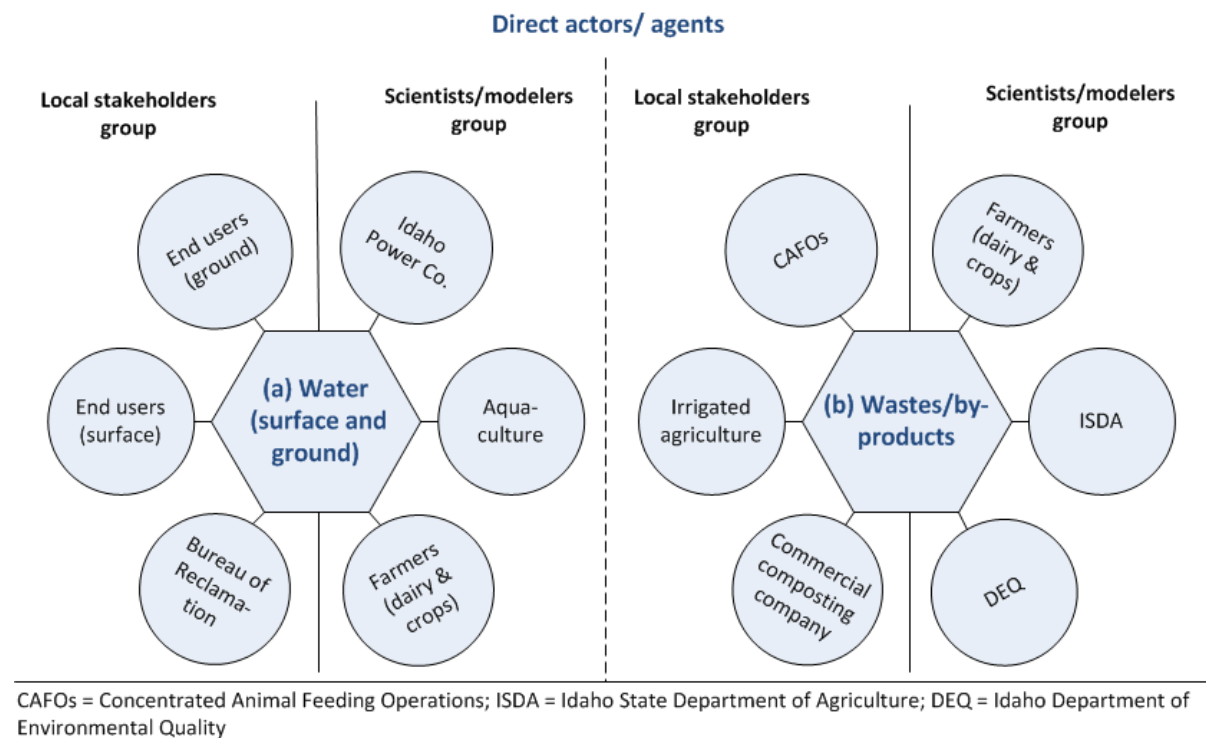 Direct actors/ agents
Local stakeholders
group
Scientists/modelers
group
End users
(ground)
Idaho
Power Co.
End users
(surface)
(a) Water
(surface and
ground)
Aqua-
culture
Bureau of
Reclama-
tion
Farmers
(dairy &
crops)
Local stakeholders
group
Scientists/modelers
group
CAFOs
Farmers
(dairy &
crops)
Irrigated
agriculture
(b) Wastes/by-
products
ISDA
Commercial
composting
company
DEQ
CAFOs = Concentrated Animal Feeding Operations; ISDA = Idaho State Department of Agriculture; DEQ = Idaho Department of
Environmental Quality